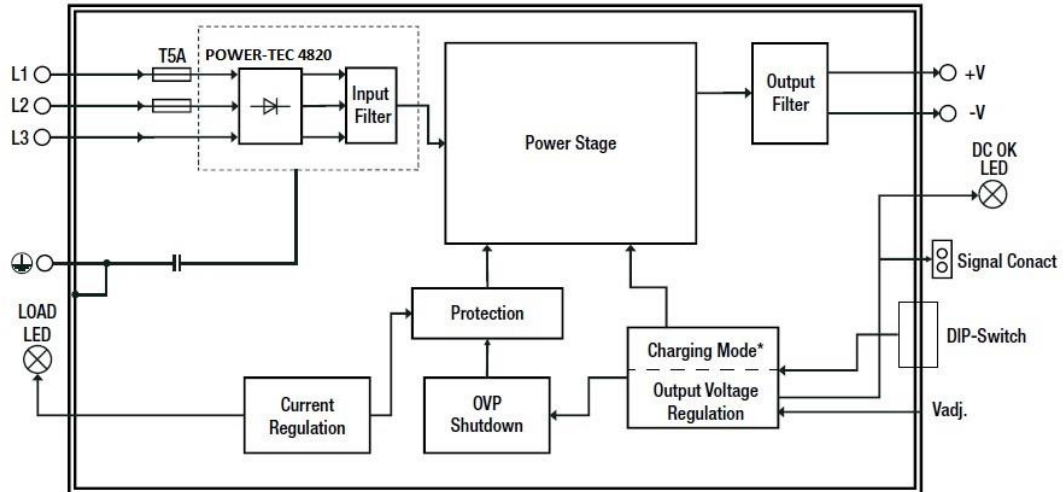 T5A
POWER-TEC 4820
L1
L2
L3
Input
Filter
Power Stage
Output
Filter
+V
-V
DC OK
LED
Signal Conact
LOAD
LED
Protection
Charging Mode*
Output Voltage
Regulation
DIP-Switch
Current
Regulation
OVP
Shutdown
Vadj.